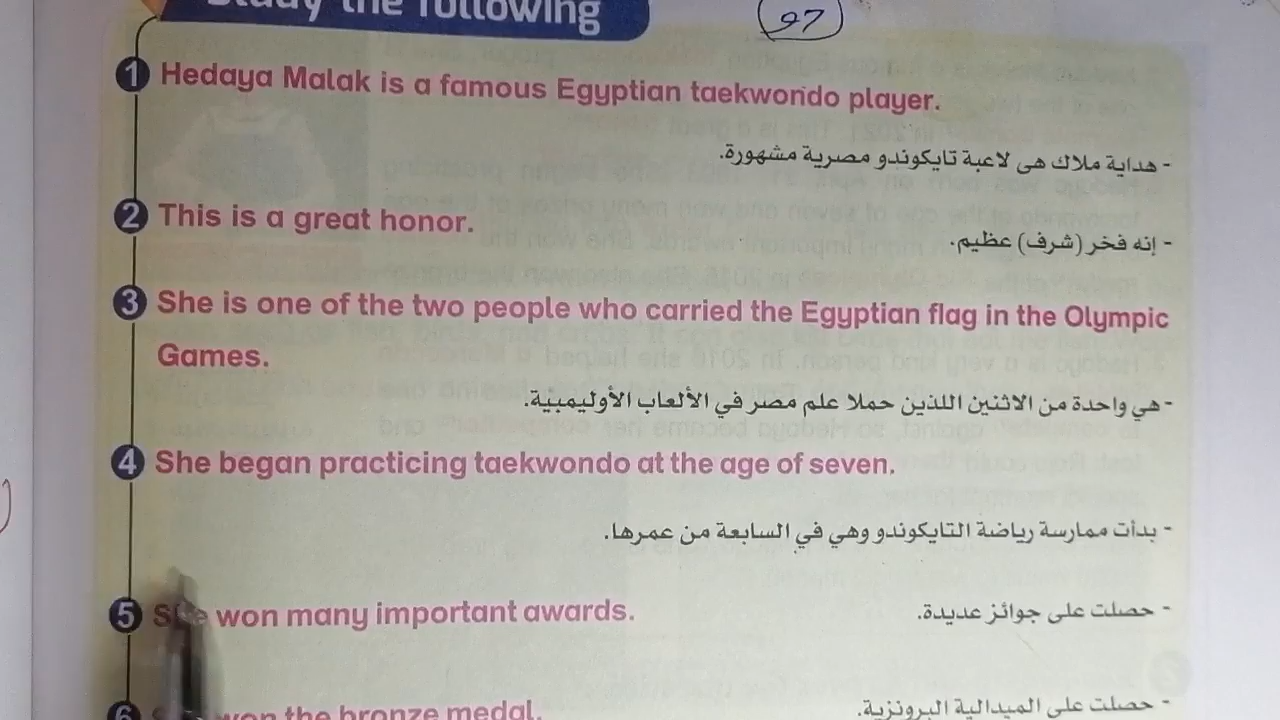 Study the following
97
1 Hedaya Malak is a famous Egyptian taekwondo player.
- هداية ملاك هى لاعبة تايكوندو مصرية مشهورة.
2 This is a great honor.
- إنه فخر (شرف) عظيم.
3 She is one of the two people who carried the Egyptian flag in the Olympic
Games.
- هي واحدة من الاثنين اللذين حملا علم مصر في الألعاب الأوليمبية.
4 She began practicing taekwondo at the age of seven.
- بدأت ممارسة رياضة التايكوندو وهي في السابعة من عمرها.
5 She won many important awards.
- حصلت على جوائز عديدة.
6 She won the bronze medal.
- حصلت على الميدالية البرونزية.